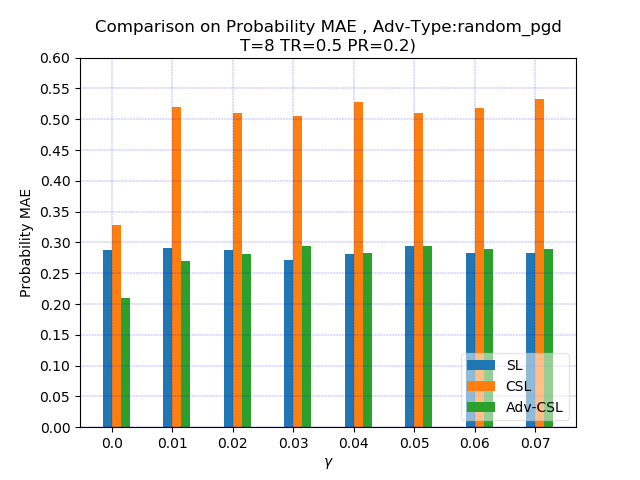 Comparison on Probability MAE , Adv-Type:random_pgd
T=8 TR=0.5 PR=0.2)
0.60
0.55
0.50
0.45
0.40
0.35
0.30
0.25
0.20
0.15
0.10
0.05
0.00
Probability MAE
SL
CSL
Adv-CSL
0.0 0.01 0.02 0.03 0.04 0.05 0.06 0.07
γ